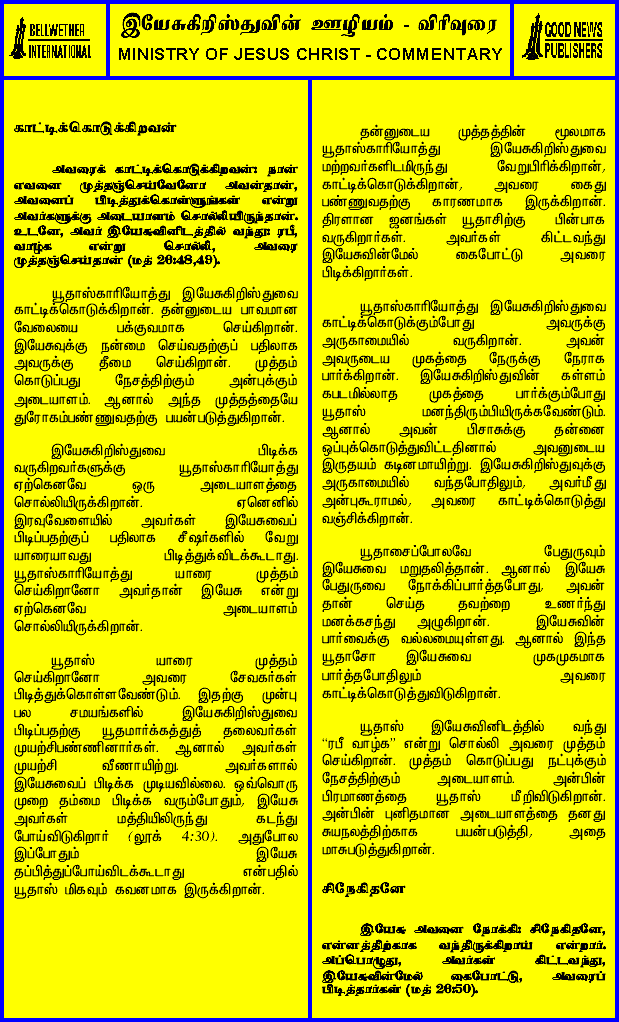 BELLWETHER
INTERNATIONAL
இயேசுகிறிஸ்துவின் ஊழியம் - விரிவுரை
MINISTRY OF JESUS CHRIST - COMMENTARY
GOOD NEWS
PUBLISHERS
காட்டிக்கொடுக்கிறவன்
அவரைக் காட்டிக்கொடுக்கிறவன்: நான்
எவனை முத்தஞ்செய்வேனோ அவன்தான்,
அவனைப் பிடித்துக்கொள்ளுங்கள் என்று
அவர்களுக்கு அடையாளம் சொல்லியிருந்தான்.
உடனே, அவர் இயேசுவினிடத்தில் வந்து: ரபீ,
வாழ்க என்று சொல்லி, அவரை
முத்தஞ்செய்தான் (மத் 26:48,49).
யூதாஸ்காரியோத்து இயேசுகிறிஸ்துவை
காட்டிக்கொடுக்கிறான். தன்னுடைய பாவமான
வேலையை பக்குவமாக செய்கிறான்.
இயேசுவுக்கு நன்மை செய்வதற்குப் பதிலாக
அவருக்கு தீமை செய்கிறான். முத்தம்
கொடுப்பது நேசத்திற்கும் அன்புக்கும்
அடையாளம். ஆனால் அந்த முத்தத்தையே
துரோகம்பண்ணுவதற்கு பயன்படுத்துகிறான்.
இயேசுகிறிஸ்துவை பிடிக்க
வருகிறவர்களுக்கு யூதாஸ்காரியோத்து
ஏற்கெனவே ஒரு அடையாளத்தை
சொல்லியிருக்கிறான். ஏனெனில்
இரவுவேளையில் அவர்கள் இயேசுவைப்
பிடிப்பதற்குப் பதிலாக சீஷர்களில் வேறு
யாரையாவது பிடித்துக்விடக்கூடாது.
யூதாஸ்காரியோத்து யாரை முத்தம்
செய்கிறானோ அவர்தான் இயேசு என்று
ஏற்கெனவே அடையாளம்
சொல்லியிருக்கிறான்.
யூதாஸ் யாரை முத்தம்
செய்கிறானோ அவரை சேவகர்கள்
பிடித்துக்கொள்ளவேண்டும். இதற்கு முன்பு
பல சமயங்களில் இயேசுகிறிஸ்துவை
பிடிப்பதற்கு யூதமார்க்கத்துத் தலைவர்கள்
முயற்சிபண்ணினார்கள். ஆனால் அவர்கள்
முயற்சி வீணாயிற்று. அவர்களால்
இயேசுவைப் பிடிக்க முடியவில்லை. ஒவ்வொரு
முறை தம்மை பிடிக்க வரும்போதும், இயேசு
அவர்கள் மத்தியிலிருந்து கடந்து
போய்விடுகிறார் (லூக் 4:30). அதுபோல
இப்போதும் இயேசு
தப்பித்துப்போய்விடக்கூடாது என்பதில்
யூதாஸ் மிகவும் கவனமாக இருக்கிறான்.
தன்னுடைய முத்தத்தின் மூலமாக
யூதாஸ்காரியோத்து இயேசுகிறிஸ்துவை
மற்றவர்களிடமிருந்து வேறுபிரிக்கிறான்,
காட்டிக்கொடுக்கிறான், அவரை கைது
பண்ணுவதற்கு காரணமாக இருக்கிறான்.
திரளான ஜனங்கள் யூதாசிற்கு பின்பாக
வருகிறார்கள். அவர்கள் கிட்டவந்து
இயேசுவின்மேல் கைபோட்டு அவரை
பிடிக்கிறார்கள்.
யூதாஸ்காரியோத்து இயேசுகிறிஸ்துவை
காட்டிக்கொடுக்கும்போது அவருக்கு
அருகாமையில் வருகிறான். அவன்
அவருடைய முகத்தை நேருக்கு நேராக
பார்க்கிறான். இயேசுகிறிஸ்துவின் கள்ளம்
கபடமில்லாத முகத்தை பார்க்கும்போது
யூதாஸ் மனந்திரும்பியிருக்கவேண்டும்.
ஆனால் அவன் பிசாசுக்கு தன்னை
ஒப்புக்கொடுத்துவிட்டதினால் அவனுடைய
இருதயம் கடினமாயிற்று. இயேசுகிறிஸ்துவுக்கு
அருகாமையில் வந்தபோதிலும், அவர்மீது
அன்புகூராமல், அவரை காட்டிக்கொடுத்து
வஞ்சிக்கிறான்.
யூதாசைப்போலவே பேதுருவும்
இயேசுவை மறுதலித்தான். ஆனால் இயேசு
பேதுருவை நோக்கிப்பார்த்தபோது, அவன்
தான் செய்த தவற்றை உணர்ந்து
மனக்கசந்து அழுகிறான். இயேசுவின்
பார்வைக்கு வல்லமையுள்ளது. ஆனால் இந்த
யூதாசோ இயேசுவை முகமுகமாக
பார்த்தபோதிலும் அவரை
காட்டிக்கொடுத்துவிடுகிறான்.
யூதாஸ் இயேசுவினிடத்தில் வந்து
“ரபீ வாழ்க” என்று சொல்லி அவரை முத்தம்
செய்கிறான். முத்தம் கொடுப்பது நட்புக்கும்
நேசத்திற்கும் அடையாளம். அன்பின்
பிரமாணத்தை யூதாஸ் மீறிவிடுகிறான்.
அன்பின் புனிதமான அடையாளத்தை தனது
சுயநலத்திற்காக பயன்படுத்தி, அதை
மாசுபடுத்துகிறான்.
சிநேகிதனே
இயேசு அவனை நோக்கி: சிநேகிதனே,
என்னத்திற்காக வந்திருக்கிறாய் என்றார்.
அப்பொழுது, அவர்கள் கிட்டவந்து,
இயேசுவின்மேல் கைபோட்டு, அவரைப்
பிடித்தார்கள் (மத் 26:50).